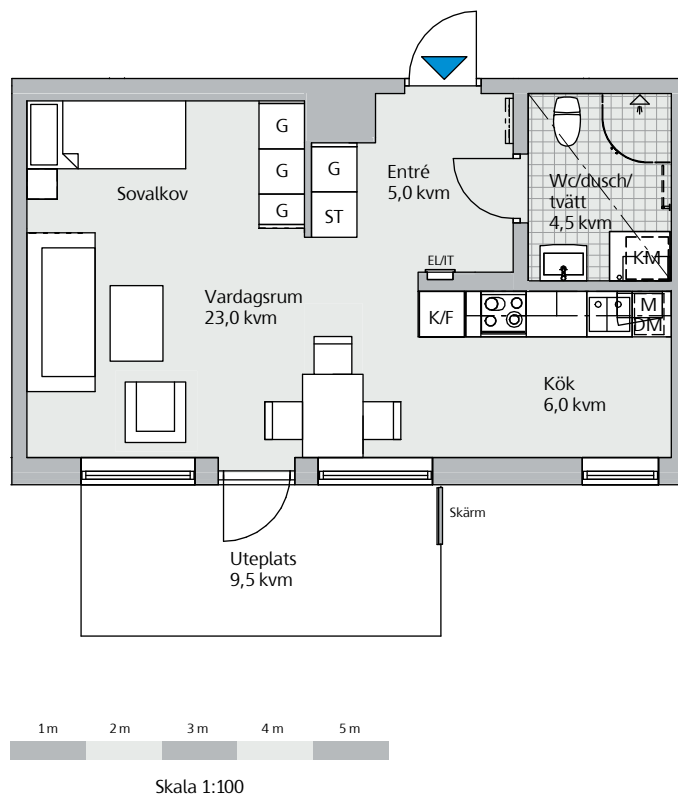 G
G
G
G
ST
Sovalkov
Entré
5,0 kvm
Wc/dusch/
tvätt
4,5 kvm
KM
EL/IT
Vardagsrum
23,0 kvm
K/F
M
DM
Kök
6,0 kvm
Skärm
Uteplats
9,5 kvm
1 m 2 m 3 m 4 m 5 m
Skala 1:100